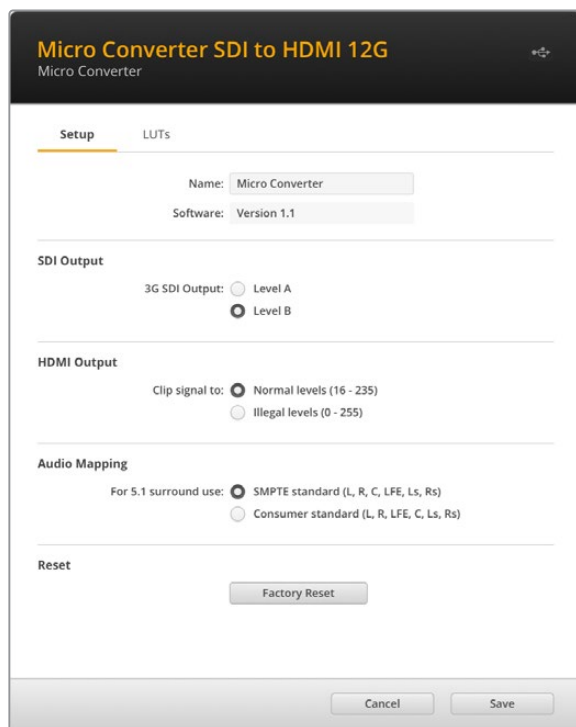 Micro Converter SDI to HDMI 12G
Micro Converter
Setup LUTs
Name: Micro Converter
Software: Version 1.1
SDI Output
3G SDI Output: Level A
Level B
HDMI Output
Clip signal to: Normal levels (16 - 235)
Illegal levels (0 - 255)
Audio Mapping
For 5.1 surround use: SMPTE standard (L, R, C, LFE, Ls, Rs)
Consumer standard (L, R, LFE, C, Ls, Rs)
Reset
Factory Reset
Cancel Save